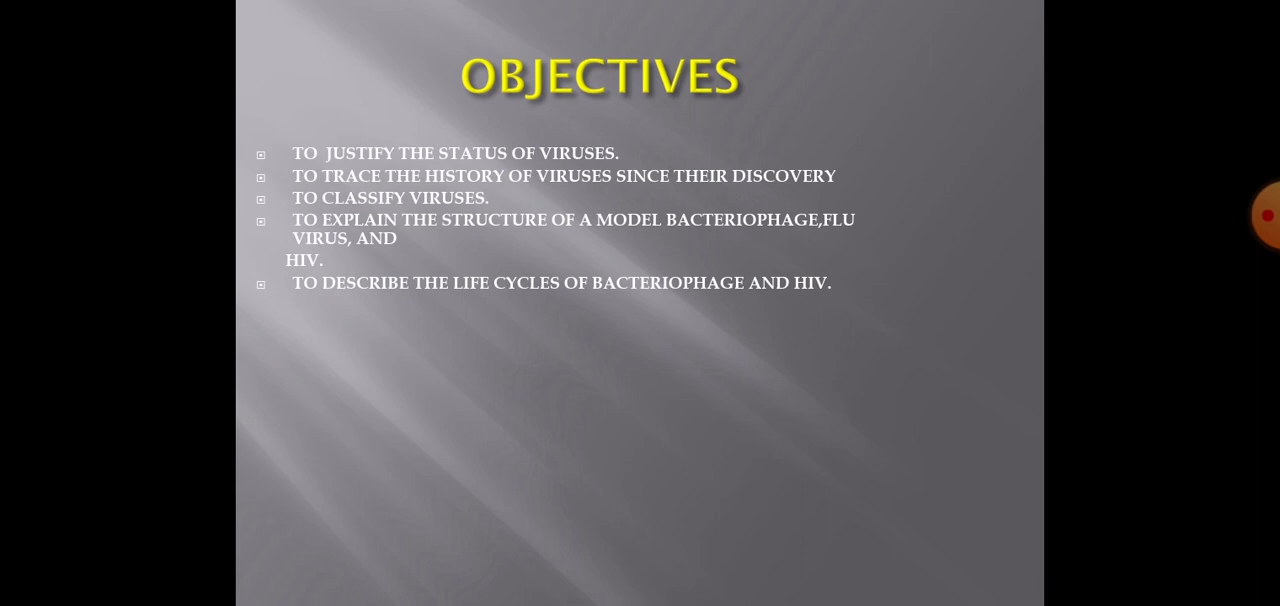 OBJECTIVES
TO JUSTIFY THE STATUS OF VIRUSES.
TO TRACE THE HISTORY OF VIRUSES SINCE THEIR DISCOVERY
TO CLASSIFY VIRUSES.
TO EXPLAIN THE STRUCTURE OF A MODEL BACTERIOPHAGE,FLU
VIRUS, AND
HIV.
TO DESCRIBE THE LIFE CYCLES OF BACTERIOPHAGE AND HIV.